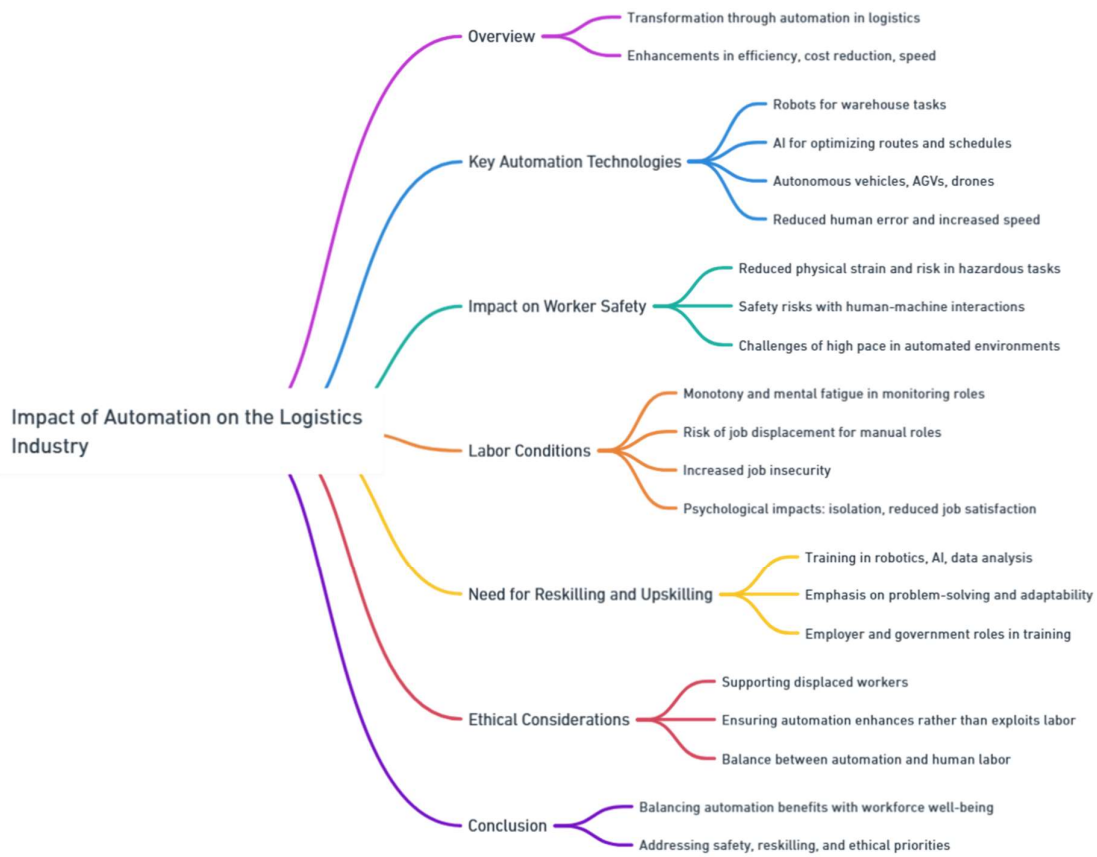 Impact of Automation on the Logistics
Industry
Overview
Transformation through automation in logistics
Enhancements in efficiency, cost reduction, speed
Key Automation Technologies
Robots for warehouse tasks
AI for optimizing routes and schedules
Autonomous vehicles, AGVs, drones
Reduced human error and increased speed
Impact on Worker Safety
Reduced physical strain and risk in hazardous tasks
Safety risks with human-machine interactions
Challenges of high pace in automated environments
Labor Conditions
Monotony and mental fatigue in monitoring roles
Risk of job displacement for manual roles
Increased job insecurity
Psychological impacts: isolation, reduced job satisfaction
Need for Reskilling and Upskilling
Training in robotics, AI, data analysis
Emphasis on problem-solving and adaptability
Employer and government roles in training
Ethical Considerations
Supporting displaced workers
Ensuring automation enhances rather than exploits labor
Balance between automation and human labor
Conclusion
Balancing automation benefits with workforce well-being
Addressing safety, reskilling, and ethical priorities